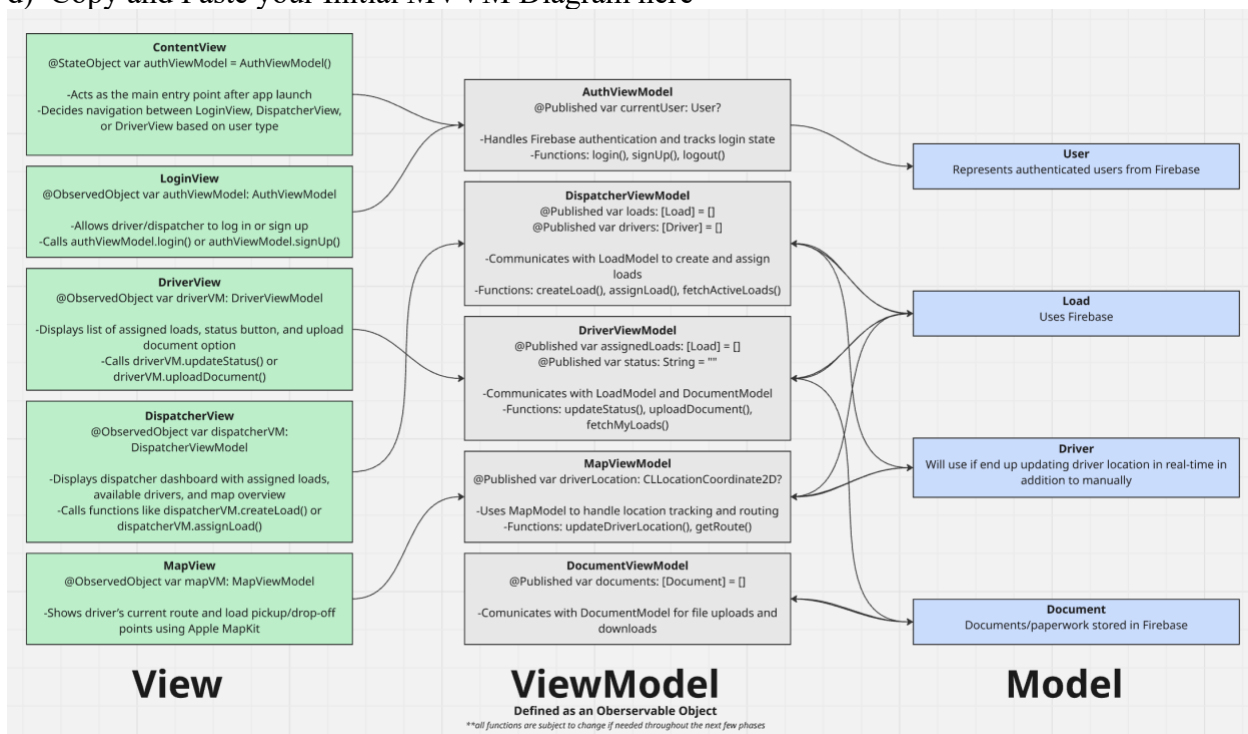 d) Copy and Paste your Initial MVVM Diagram here
ContentView
@StateObject var authViewModel = AuthViewModel()
-Acts as the main entry point after app launch
-Decides navigation between LoginView, DispatcherView,
or DriverView based on user type
LoginView
@ObservedObject var authViewModel: AuthViewModel
-Allows driver/dispatcher to log in or sign up
-Calls authViewModel.login() or authViewModel.signUp()
DriverView
@ObservedObject var driverVM: DriverViewModel
-Displays list of assigned loads, status button, and upload
document option
-Calls driverVM.updateStatus() or
driverVM.uploadDocument()
DispatcherView
@ObservedObject var dispatcherVM:
DispatcherViewModel
-Displays dispatcher dashboard with assigned loads,
available drivers, and map overview
-Calls functions like dispatcherVM.createLoad() or
dispatcherVM.assignLoad()
MapView
@ObservedObject var mapVM: MapViewModel
-Shows driver's current route and load pickup/drop-off
points using Apple MapKit
View
AuthViewModel
@Published var currentUser: User?
-Handles Firebase authentication and tracks login state
-Functions: login(), signUp(), logout()
DispatcherViewModel
@Published var loads: [Load] = []
@Published var drivers: [Driver] = []
-Communicates with LoadModel to create and assign
loads
-Functions: createLoad(), assignLoad(), fetchActiveLoads()
DriverViewModel
@Published var assignedLoads: [Load] = []
@Published var status: String = ""
-Communicates with LoadModel and DocumentModel
-Functions: updateStatus(), uploadDocument(),
fetchMyLoads()
MapViewModel
@Published var driverLocation: CLLocationCoordinate2D?
-Uses MapModel to handle location tracking and routing
-Functions: updateDriverLocation(), getRoute()
DocumentViewModel
@Published var documents: [Document] = []
-Comunicates with DocumentModel for file uploads and
downloads
ViewModel
Defined as an Oberservable Object
**all functions are subject to change if needed throughout the next few phases
User
Represents authenticated users from Firebase
Load
Uses Firebase
Driver
Will use if end up updating driver location in real-time in
addition to manually
Document
Documents/paperwork stored in Firebase
Model